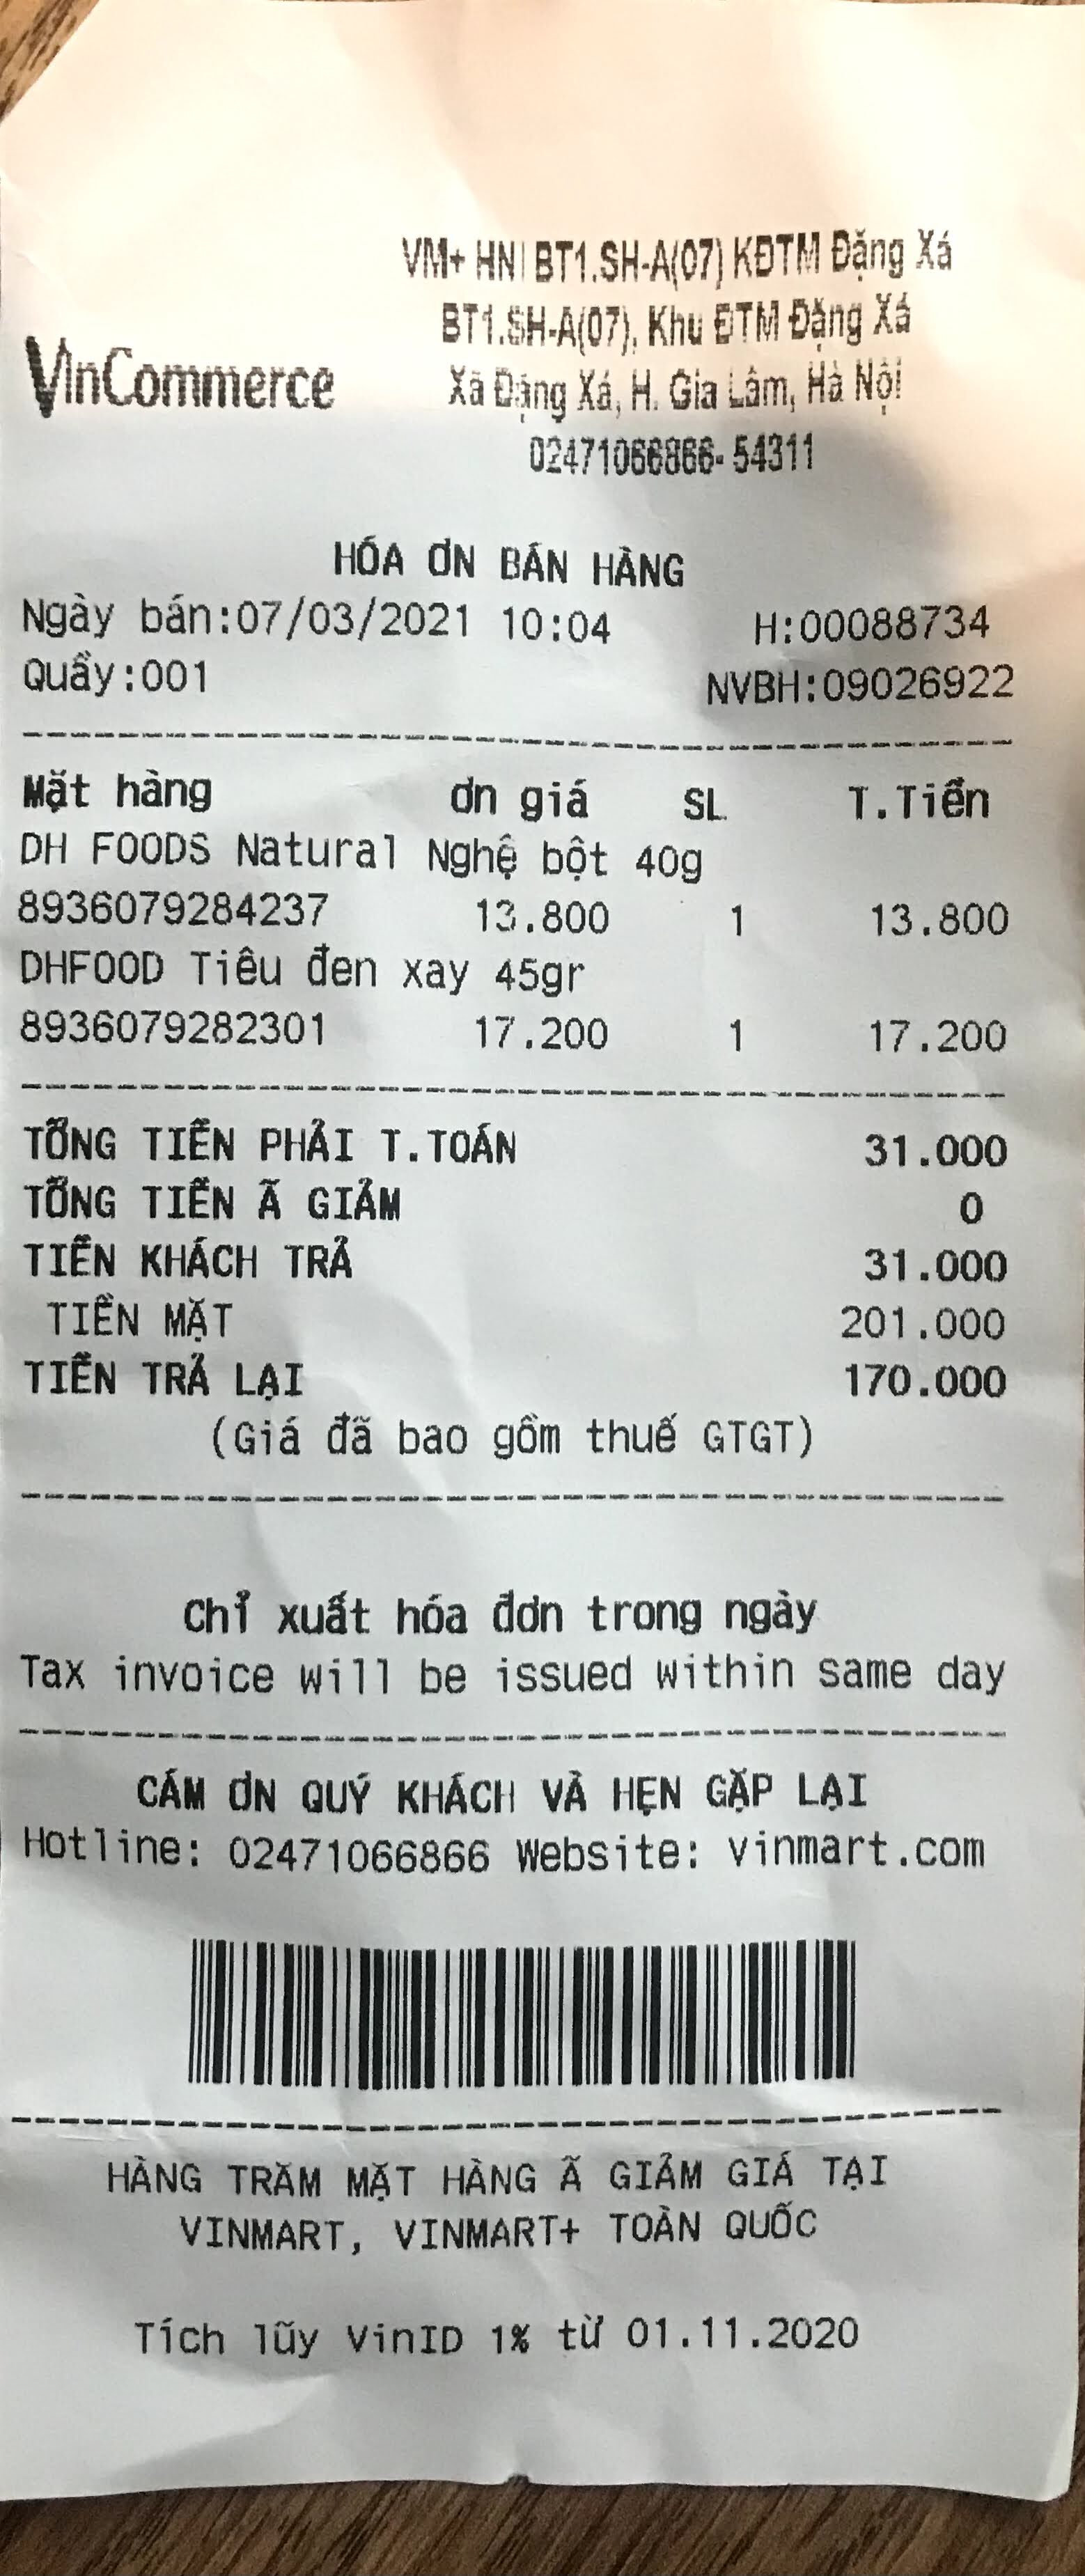 VM+ HNI BT1.SH-A(07) KĐTM Đặng Xá
BT1.SH-A(07), Khu ĐTM Đặng Xá
VinCommerce
Xã Đặng Xá, H. Gia Lâm, Hà Nội
02471066866- 54311
HÓA ƠN BÁN HÀNG
Ngày bán:07/03/2021 10:04 H:00088734
Quầy:001 NVBH:09026922
Mặt hàng ơn giá SL T.Tiền
DH FOODS Natural Nghệ bột 40g
8936079284237 13.800 1 13.800
DHFOOD Tiêu đen xay 45gr
8936079282301 17.200 1 17.200
TỔNG TIỀN PHẢI T.TOÁN 31.000
TỔNG TIỀN Ã GIẢM 0
TIỀN KHÁCH TRẢ 31.000
TIỀN MẶT 201.000
TIỀN TRẢ LẠI 170.000
(Giá đã bao gồm thuế GTGT)
Chỉ xuất hóa đơn trong ngày
Tax invoice will be issued within same day
CÁM ƠN QUÝ KHÁCH VÀ HẸN GẶP LẠI
Hotline: 02471066866 Website: vinmart.com
HÀNG TRĂM MẶT HÀNG Ã GIẢM GIÁ TẠI
VINMART, VINMART+ TOÀN QUỐC
Tích lũy VinID 1% từ 01.11.2020